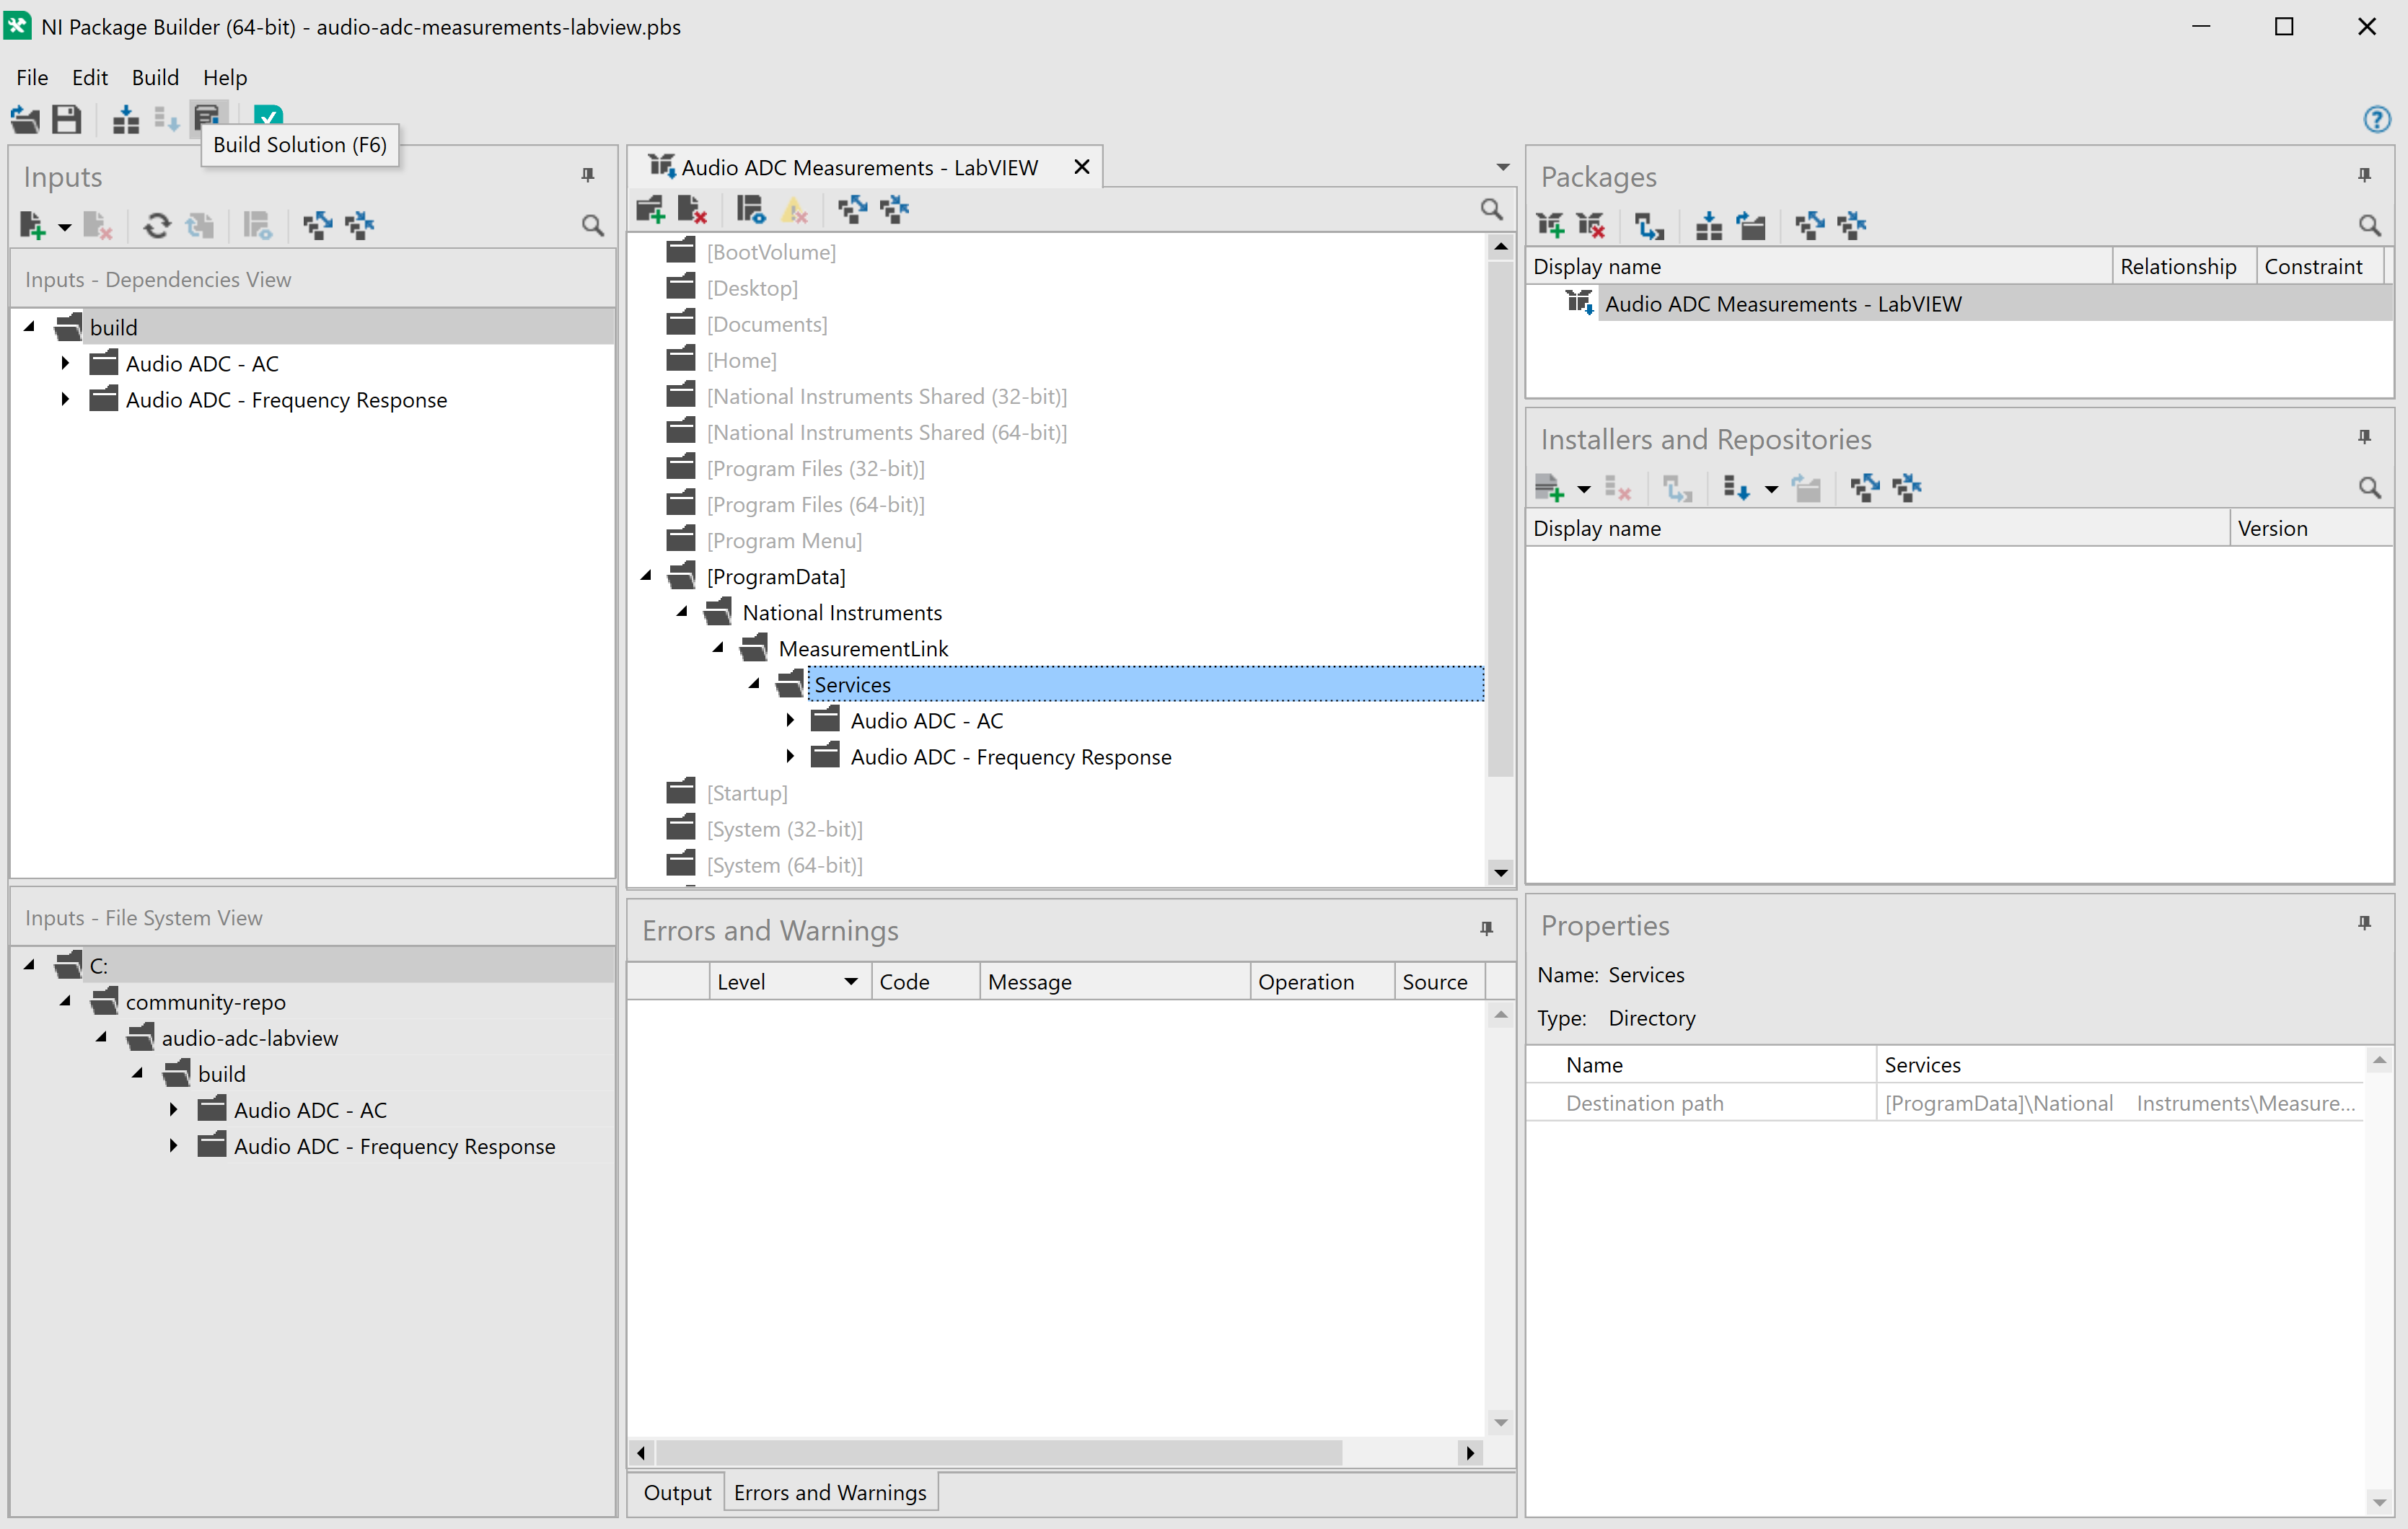 NI Package Builder (64-bit) - audio-adc-measurements-labview.pbs
File Edit Build Help
Build Solution (F6)
Inputs
Inputs - Dependencies View
build
Audio ADC - AC
Audio ADC - Frequency Response
Inputs - File System View
C:
community-repo
audio-adc-labview
build
Audio ADC - AC
Audio ADC - Frequency Response
Audio ADC Measurements - LabVIEW
[BootVolume]
[Desktop]
[Documents]
[Home]
[National Instruments Shared (32-bit)]
[National Instruments Shared (64-bit)]
[Program Files (32-bit)]
[Program Files (64-bit)]
[Program Menu]
[ProgramData]
National Instruments
MeasurementLink
Services
Audio ADC - AC
Audio ADC - Frequency Response
[Startup]
[System (32-bit)]
[System (64-bit)]
Errors and Warnings
Level Code Message Operation Source
Output Errors and Warnings
Packages
Display name Relationship Constraint
Audio ADC Measurements - LabVIEW
Installers and Repositories
Display name Version
Properties
Name: Services
Type: Directory
Name Services
Destination path [ProgramData]\National Instruments\Measure...